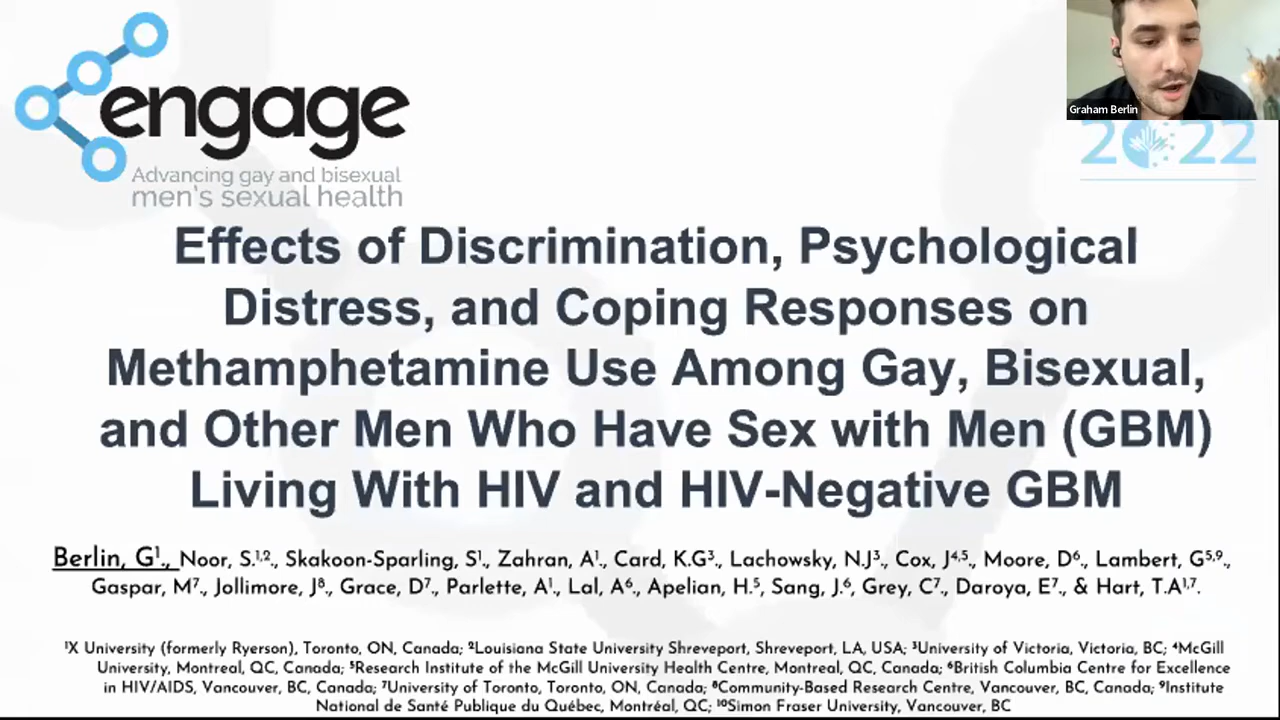 engage
Advancing gay and bisexual
men's sexual health
Graham Berlin
2022
Effects of Discrimination, Psychological
Distress, and Coping Responses on
Methamphetamine Use Among Gay, Bisexual,
and Other Men Who Have Sex with Men (GBM)
Living With HIV and HIV-Negative GBM
Berlin, G¹., Noor, S.¹,²., Skakoon-Sparling, S¹., Zahran, A¹., Card, K.G³., Lachowsky, N.J³., Cox, J⁴,⁵., Moore, D⁶., Lambert, G⁵,⁹.,
Gaspar, M⁷., Jollimore, J⁸., Grace, D⁷., Parlette, A¹., Lal, A⁶., Apelian, H.⁵, Sang, J.⁶, Grey, C⁷., Daroya, E⁷., & Hart, T.A¹,⁷.
¹X University (formerly Ryerson), Toronto, ON, Canada; ²Louisiana State University Shreveport, Shreveport, LA, USA; ³University of Victoria, Victoria, BC; ⁴McGill
University, Montreal, QC, Canada; ⁵Research Institute of the McGill University Health Centre, Montreal, QC, Canada; ⁶British Columbia Centre for Excellence
in HIV/AIDS, Vancouver, BC, Canada; ⁷University of Toronto, Toronto, ON, Canada; ⁸Community-Based Research Centre, Vancouver, BC, Canada; ⁹Institute
National de Santé Publique du Québec, Montréal, QC; ¹⁰Simon Fraser University, Vancouver, BC